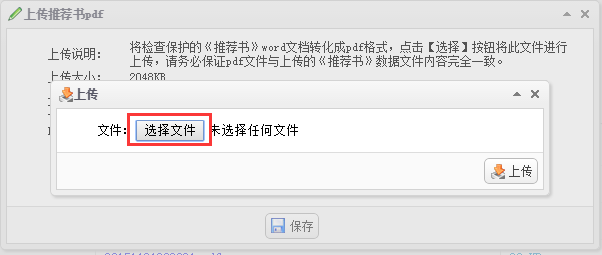 上传推荐书pdf
上传说明：
将检查保护的《推荐书》word文档转化成pdf格式，点击【选择】按钮将此文件进行
上传，请务必保证pdf文件与上传的《推荐书》数据文件内容完全一致。
上传大小：
2048KB
上传
文件：
选择文件
未选择任何文件
上传
保存